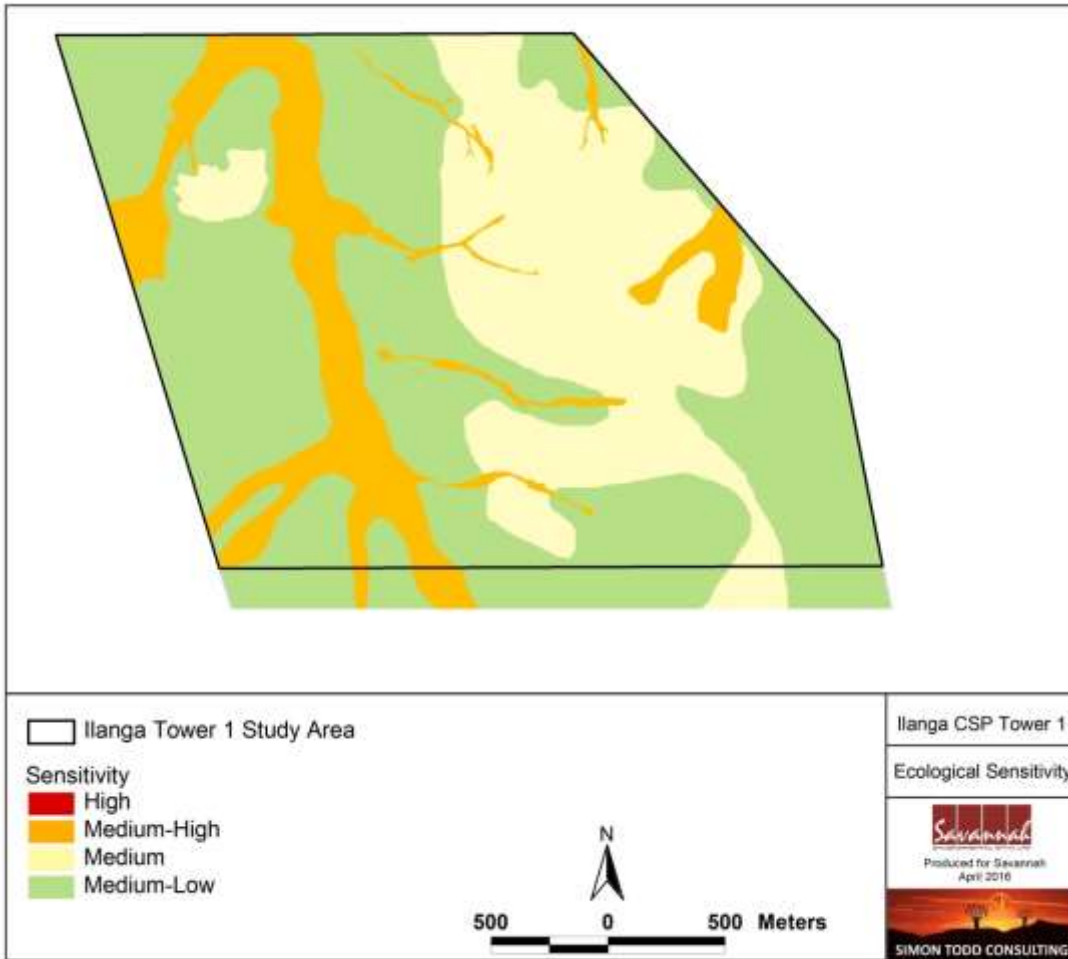 Ilanga Tower 1 Study Area
Sensitivity
High
Medium-High
Medium
Medium-Low
N
500 0 500 Meters
Ilanga CSP Tower 1
Ecological Sensitivity
Savannah
Produced for Savannah
April 2016
SIMON TODD CONSULTING